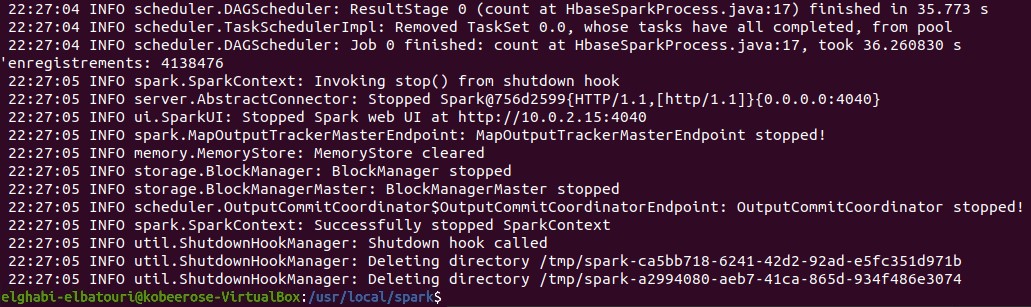 22:27:04 INFO scheduler.DAGScheduler: ResultStage 0 (count at HbaseSparkProcess.java:17) finished in 35.773 s
22:27:04 INFO scheduler.TaskSchedulerImpl: Removed TaskSet 0.0, whose tasks have all completed, from pool
22:27:04 INFO scheduler.DAGScheduler: Job 0 finished: count at HbaseSparkProcess.java:17, took 36.260830 s
'enregistrements: 4138476
22:27:05 INFO spark.SparkContext: Invoking stop() from shutdown hook
22:27:05 INFO server.AbstractConnector: Stopped Spark@756d2599{HTTP/1.1,[http/1.1]}{0.0.0.0:4040}
22:27:05 INFO ui.SparkUI: Stopped Spark web UI at http://10.0.2.15:4040
22:27:05 INFO spark.MapOutputTrackerMasterEndpoint: MapOutputTrackerMasterEndpoint stopped!
22:27:05 INFO memory.MemoryStore: MemoryStore cleared
22:27:05 INFO storage.BlockManager: BlockManager stopped
22:27:05 INFO storage.BlockManagerMaster: BlockManagerMaster stopped
22:27:05 INFO scheduler.OutputCommitCoordinator$OutputCommitCoordinatorEndpoint: OutputCommitCoordinator stopped!
22:27:05 INFO spark.SparkContext: Successfully stopped SparkContext
22:27:05 INFO util.ShutdownHookManager: Shutdown hook called
22:27:05 INFO util.ShutdownHookManager: Deleting directory /tmp/spark-ca5bb718-6241-42d2-92ad-e5fc351d971b
22:27:05 INFO util.ShutdownHookManager: Deleting directory /tmp/spark-a2994080-aeb7-41ca-865d-934f486e3074
elghabi-elbatouri@kobeerose-VirtualBox:/usr/local/spark$